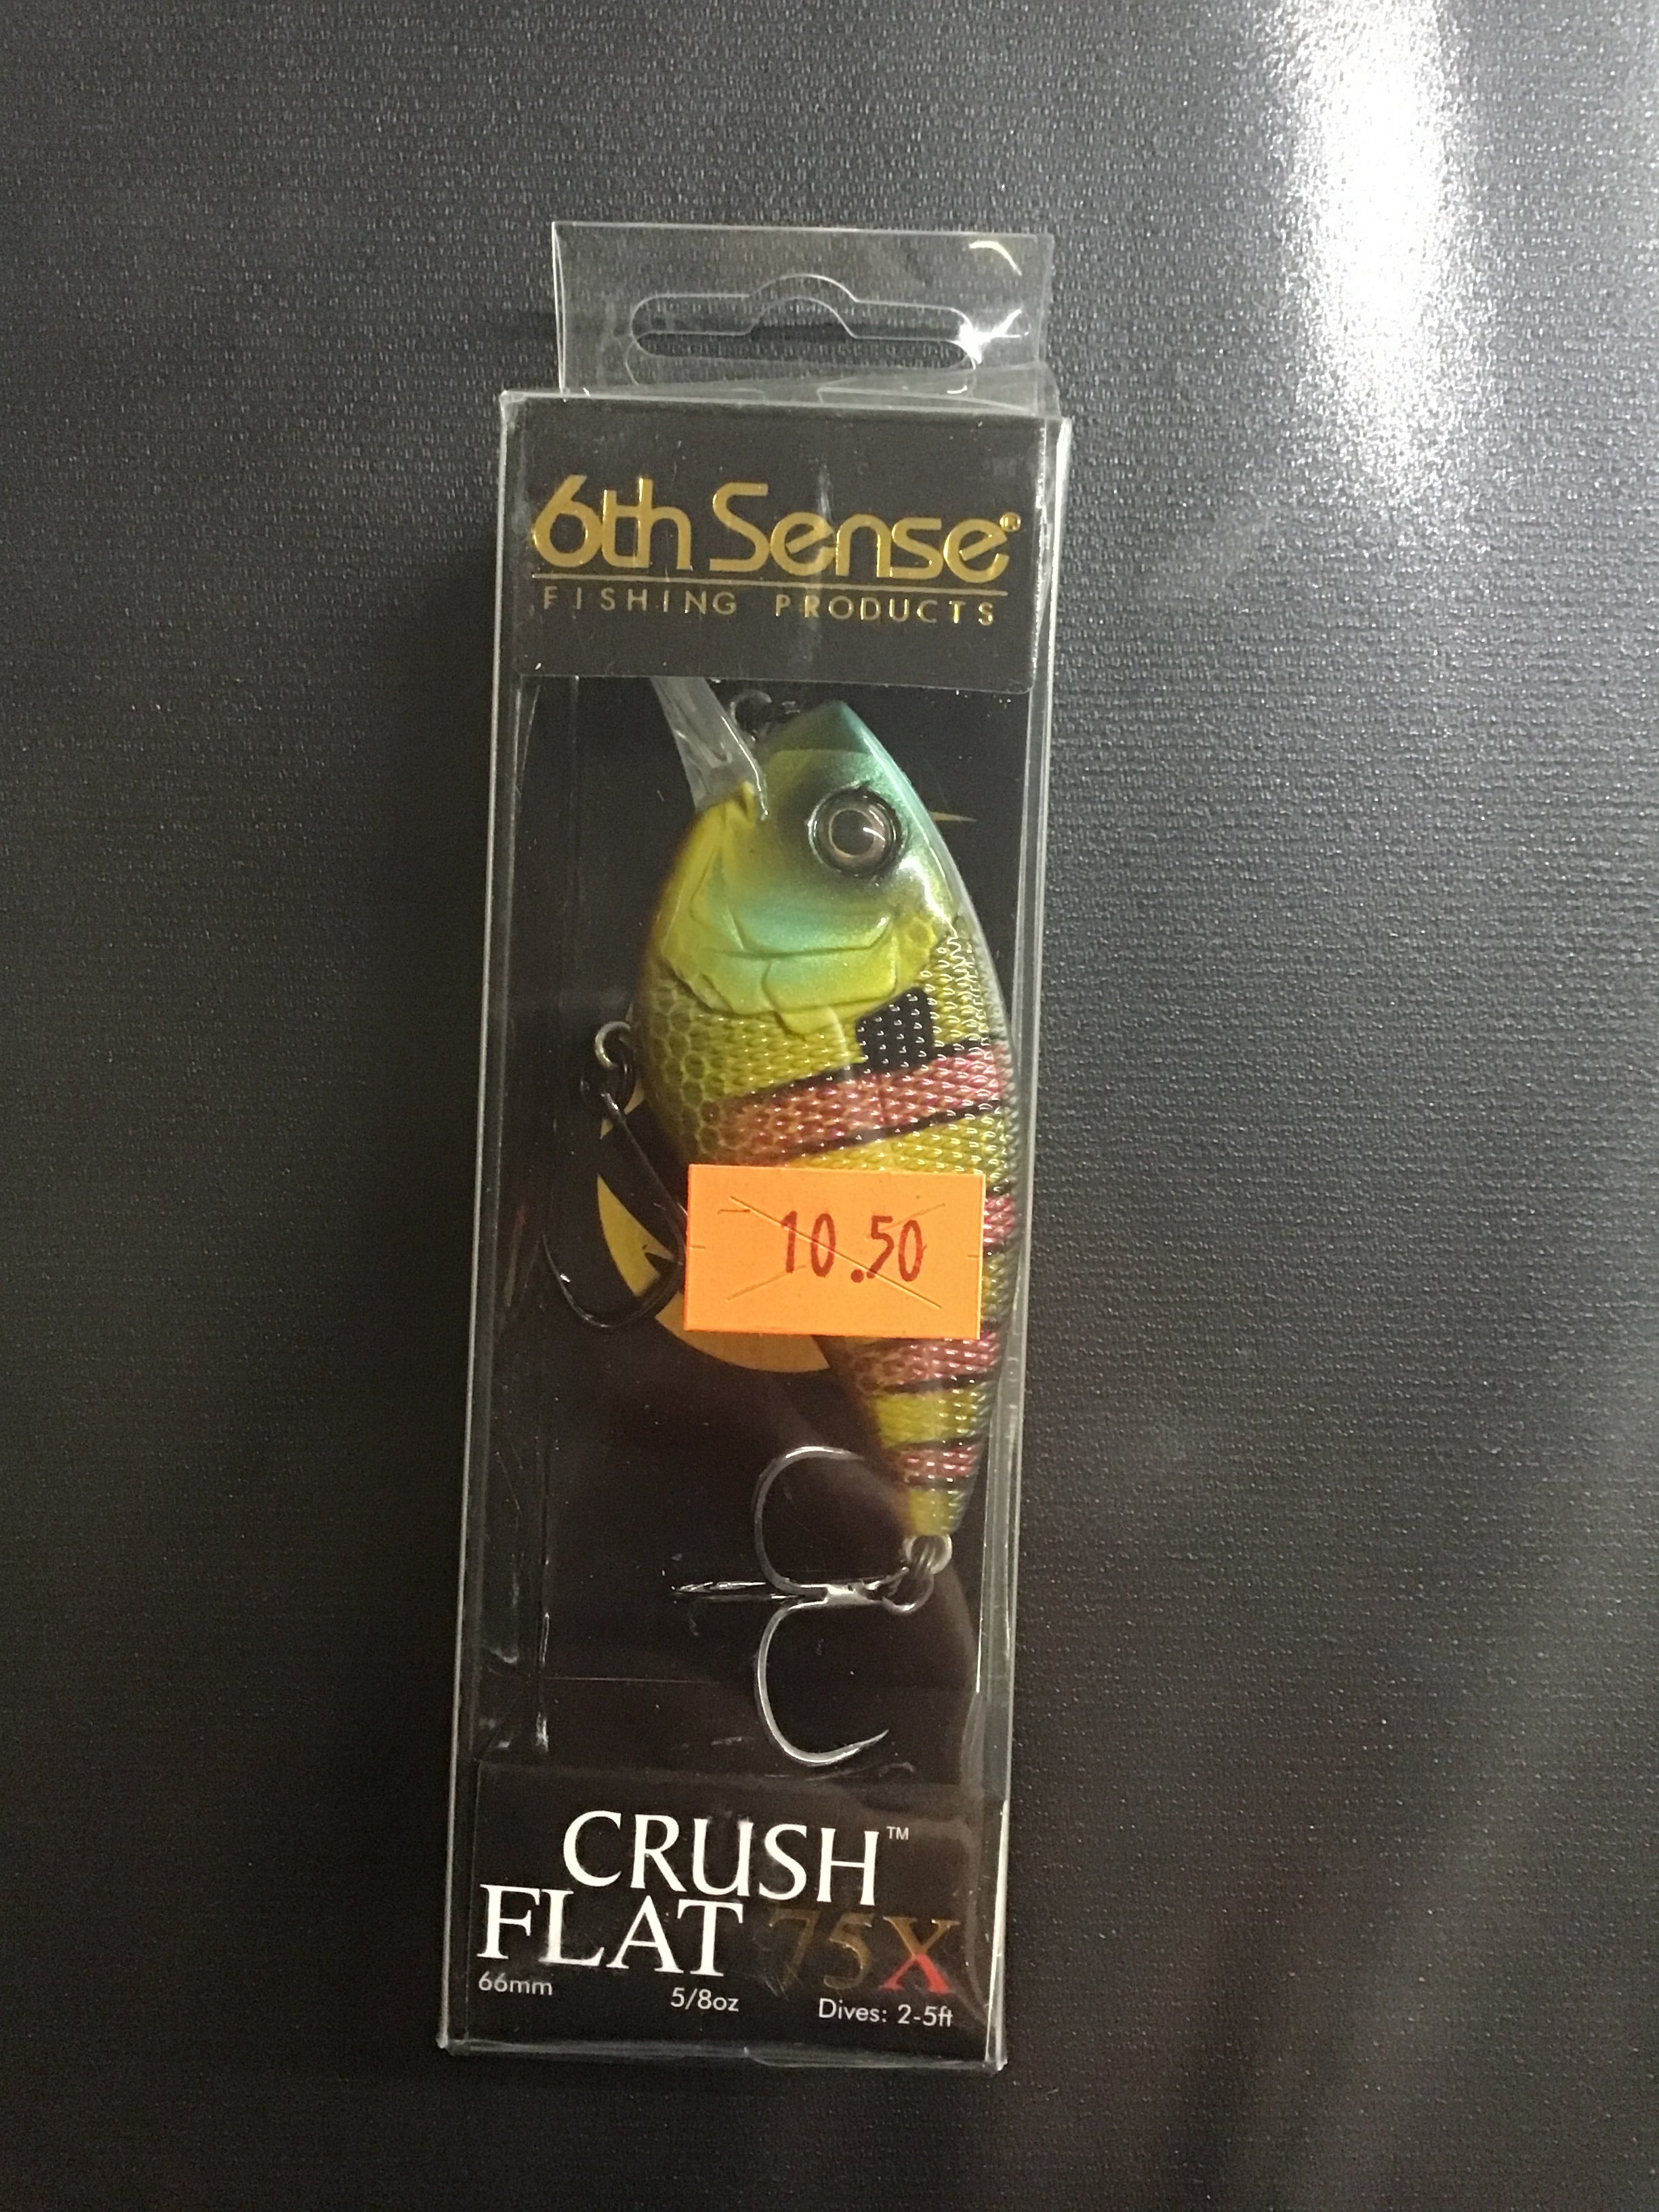 6th Sense®
FISHING PRODUCTS
10.50
CRUSH™
FLAT 75X
66mm 5/8oz Dives: 2-5ft